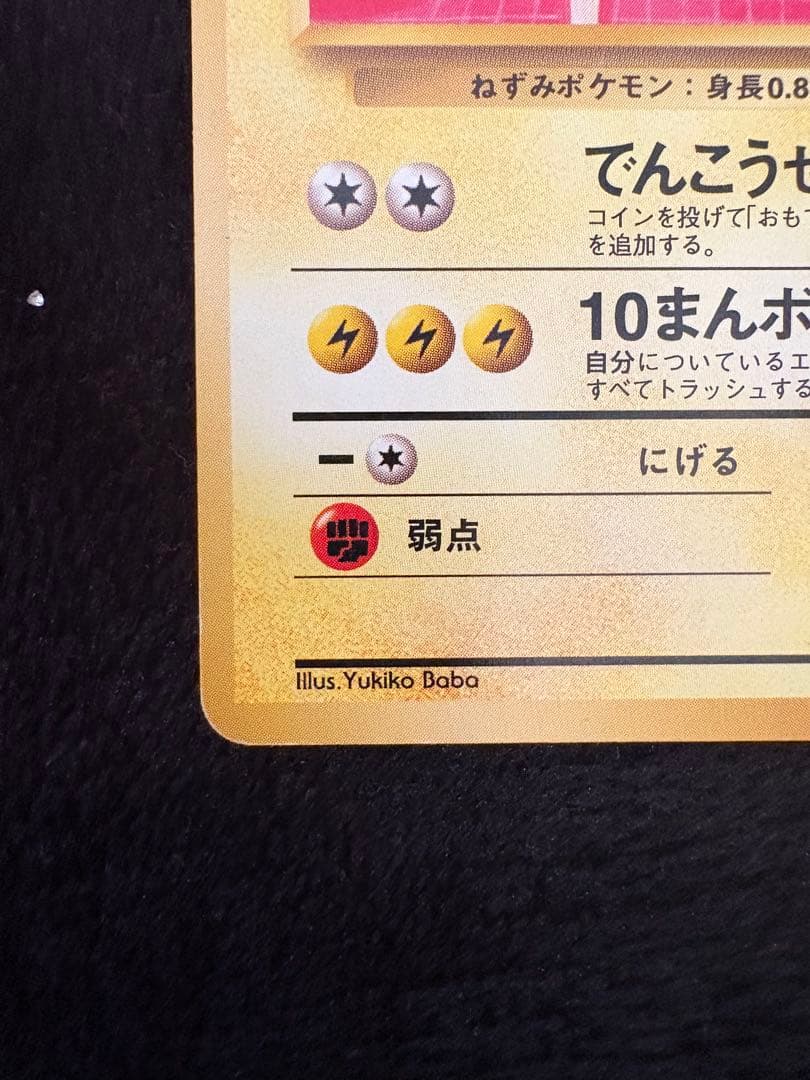 ねずみポケモン：身長0.8
でんこうせ
コインを投げて「おもて
を追加する。
10まんボ
自分についているエ
すべてトラッシュする
にげる
弱点
Illus.Yukiko Baba